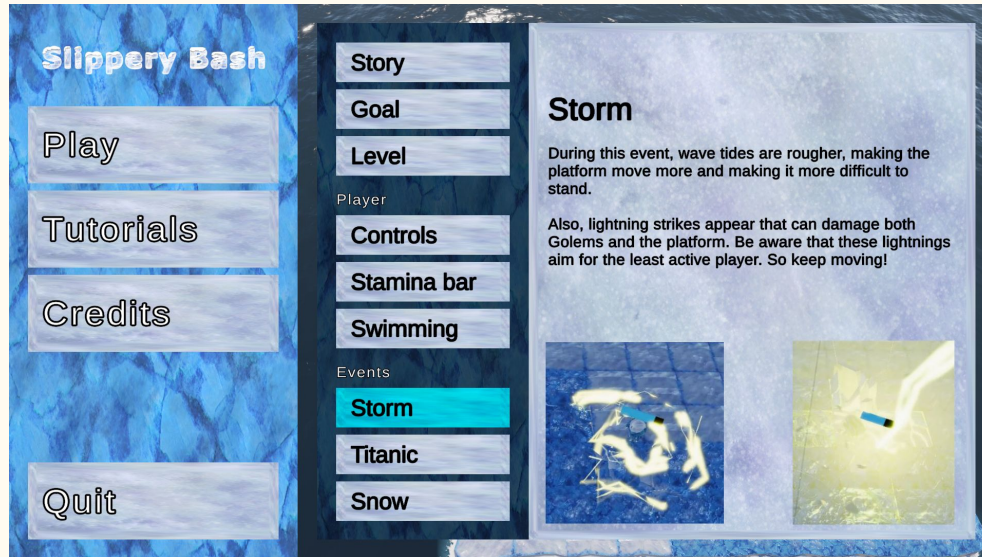 Slippery Bash
Play
Tutorials
Credits
Quit
Story
Goal
Level
Player
Controls
Stamina bar
Swimming
Events
Storm
Titanic
Snow
Storm
During this event, wave tides are rougher, making the
platform move more and making it more difficult to
stand.
Also, lightning strikes appear that can damage both
Golems and the platform. Be aware that these lightnings
aim for the least active player. So keep moving!